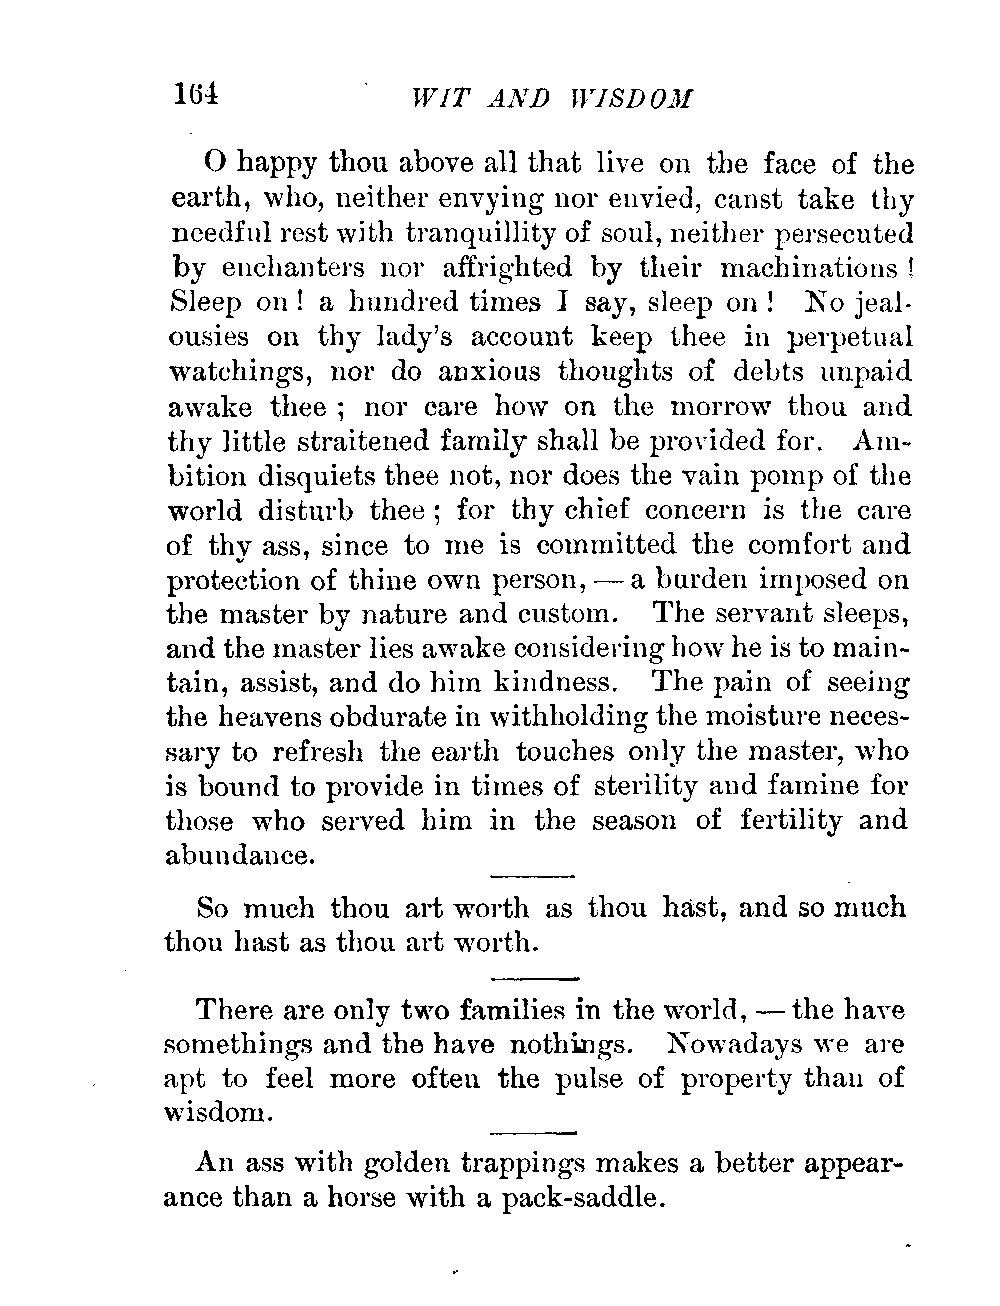 164 WIT AND WISDOM
O happy thou above all that live on the face of the
earth, who, neither envying nor envied, canst take thy
needful rest with tranquillity of soul, neither persecuted
by enchanters nor affrighted by their machinations !
Sleep on ! a hundred times I say, sleep on ! No jeal-
ousies on thy lady's account keep thee in perpetual
watchings, nor do anxious thoughts of debts unpaid
awake thee ; nor care how on the morrow thou and
thy little straitened family shall be provided for. Am-
bition disquiets thee not, nor does the vain pomp of the
world disturb thee ; for thy chief concern is the care
of thy ass, since to me is committed the comfort and
protection of thine own person, — a burden imposed on
the master by nature and custom. The servant sleeps,
and the master lies awake considering how he is to main-
tain, assist, and do him kindness. The pain of seeing
the heavens obdurate in withholding the moisture neces-
sary to refresh the earth touches only the master, who
is bound to provide in times of sterility and famine for
those who served him in the season of fertility and
abundance.
So much thou art worth as thou hast, and so much
thou hast as thou art worth.
There are only two families in the world, — the have
somethings and the have nothings. Nowadays we are
apt to feel more often the pulse of property than of
wisdom.
An ass with golden trappings makes a better appear-
ance than a horse with a pack-saddle.